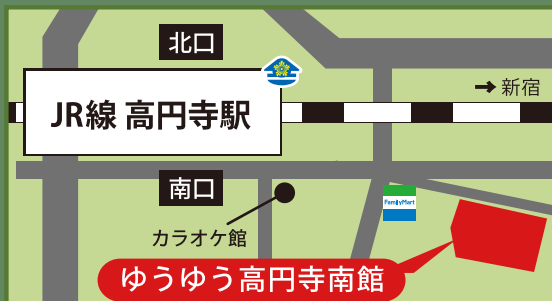 北口
JR線 高円寺駅
→ 新宿
南口
FamilyMart
カラオケ館
ゆうゆう高円寺南館